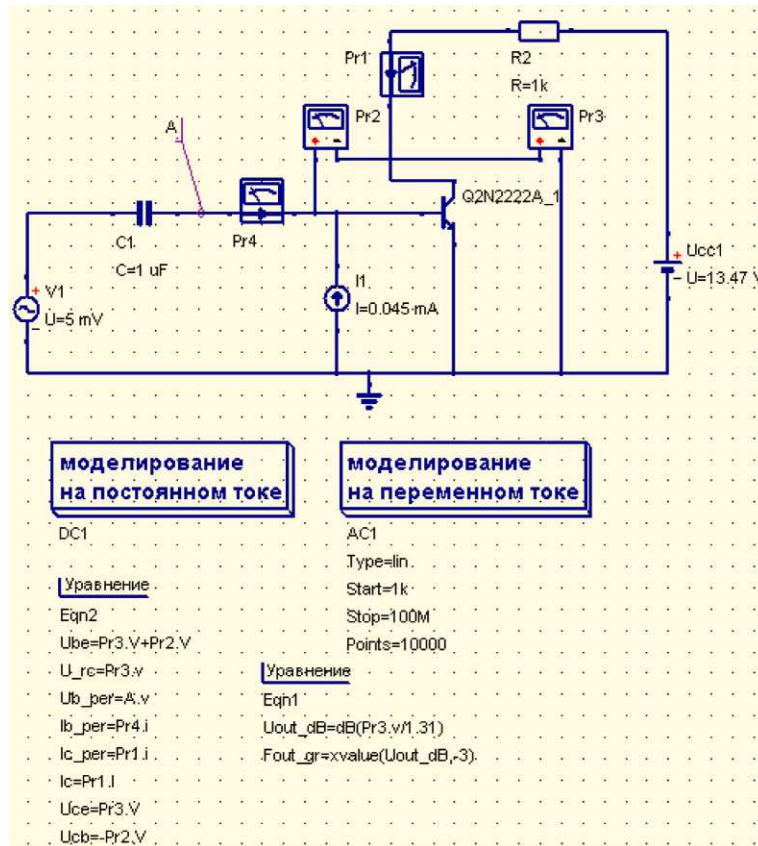 Pr1
R2
R=1k
Pr2
Pr3
A
Q2N2222A_1
C1
C=1 uF
Pr4
Ucc1
U=13.47 V
I1
I=0.045 mA
V1
U=5 mV
моделирование
на постоянном токе
моделирование
на переменном токе
DC1
AC1
Type=lin
Start=1k
Stop=100M
Points=10000
Уравнение
Eqn2
Ube=Pr3.V+Pr2.V
U_rc=Pr3.v
Ub_per=A.v
Ib_per=Pr4.i
Ic_per=Pr1.i
Ic=Pr1.I
Uce=Pr3.V
Ucb=-Pr2.V
Уравнение
Eqn1
Uout_dB=dB(Pr3.v/1.31)
Fout_gr=xvalue(Uout_dB,-3)